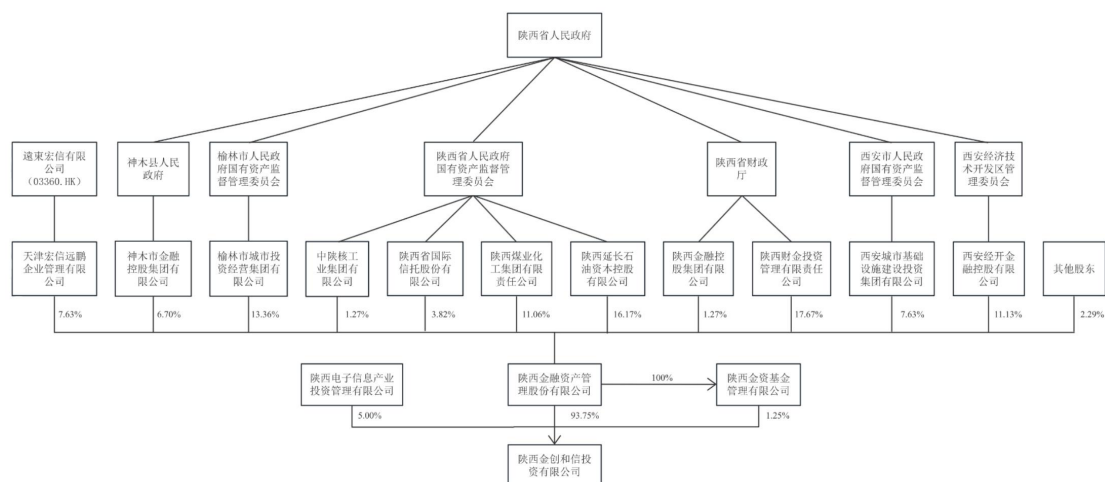 陕西省人民政府
遠東宏信有限
公司
（03360.HK）
神木县人民
政府
榆林市人民政
府国有资产监
督管理委员会
陕西省人民政府
国有资产监督管
理委员会
陕西省财政
厅
西安市人民政
府国有资产监
督管理委员会
西安经济技
术开发区管
理委员会
天津宏信远鹏
企业管理有限
公司
神木市金融
控股集团有
限公司
榆林市城市投
资经营集团有
限公司
中陕核工
业集团有
限公司
陕西省国际
信托股份有
限公司
陕西煤业化
工集团有限
责任公司
陕西延长石
油资本控股
有限公司
陕西金融控
股集团有限
公司
陕西财金投资
管理有限责任
公司
西安城市基础
设施建设投资
集团有限公司
西安经开金
融控股有限
公司
其他股东
7.63%
6.70%
13.36%
1.27%
3.82%
11.06%
16.17%
1.27%
17.67%
7.63%
11.13%
2.29%
陕西电子信息产业
投资管理有限公司
陕西金融资产管
理股份有限公司
100%
陕西金资基金
管理有限公司
5.00%
93.75%
1.25%
陕西金创和信投
资有限公司